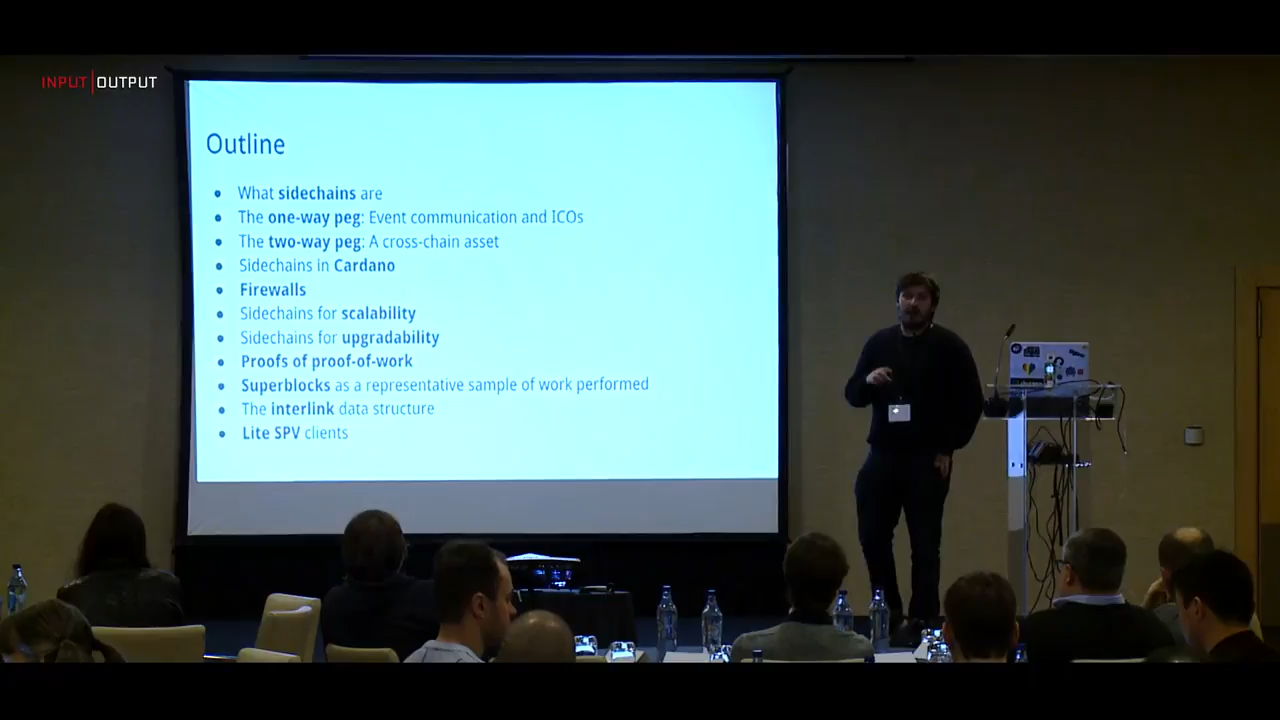 INPUT|OUTPUT
Outline
What sidechains are
The one-way peg: Event communication and ICOs
The two-way peg: A cross-chain asset
Sidechains in Cardano
Firewalls
Sidechains for scalability
Sidechains for upgradability
Proofs of proof-of-work
Superblocks as a representative sample of work performed
The interlink data structure
Lite SPV clients